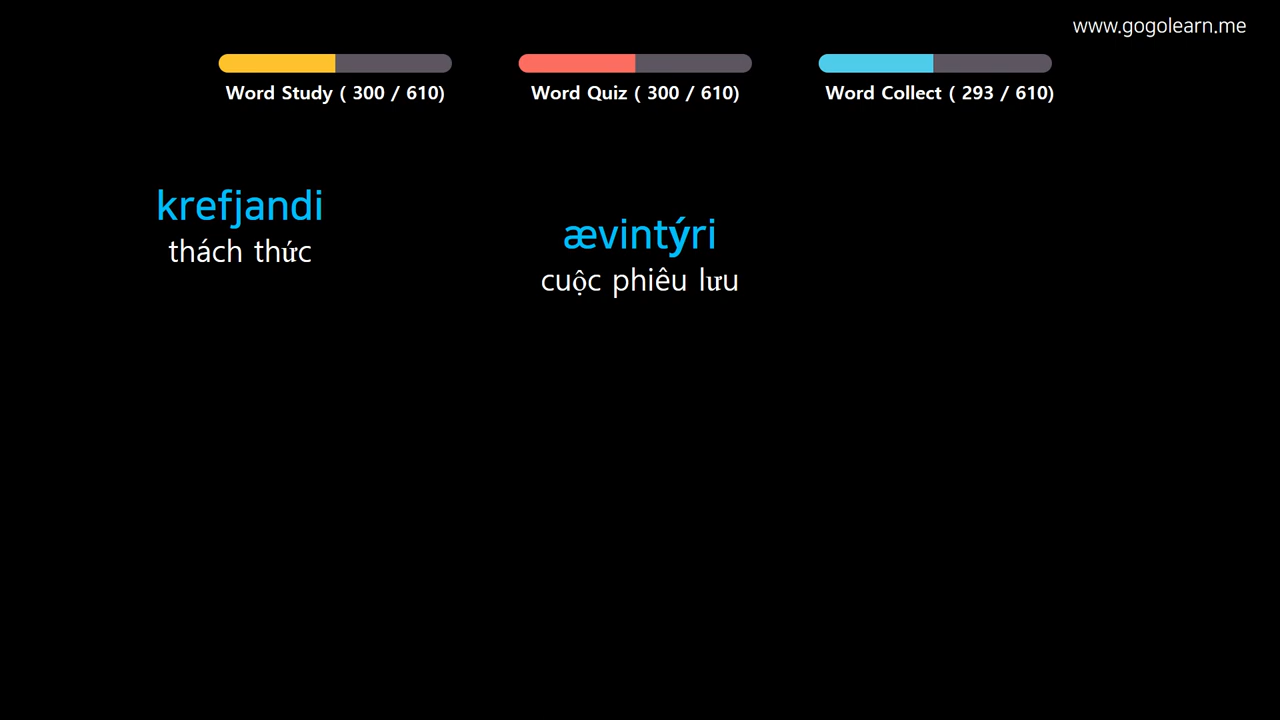 www.gogolearn.me
Word Study ( 300 / 610)
Word Quiz ( 300 / 610)
Word Collect ( 293 / 610)
krefjandi
thách thức
ævintýri
cuộc phiêu lưu